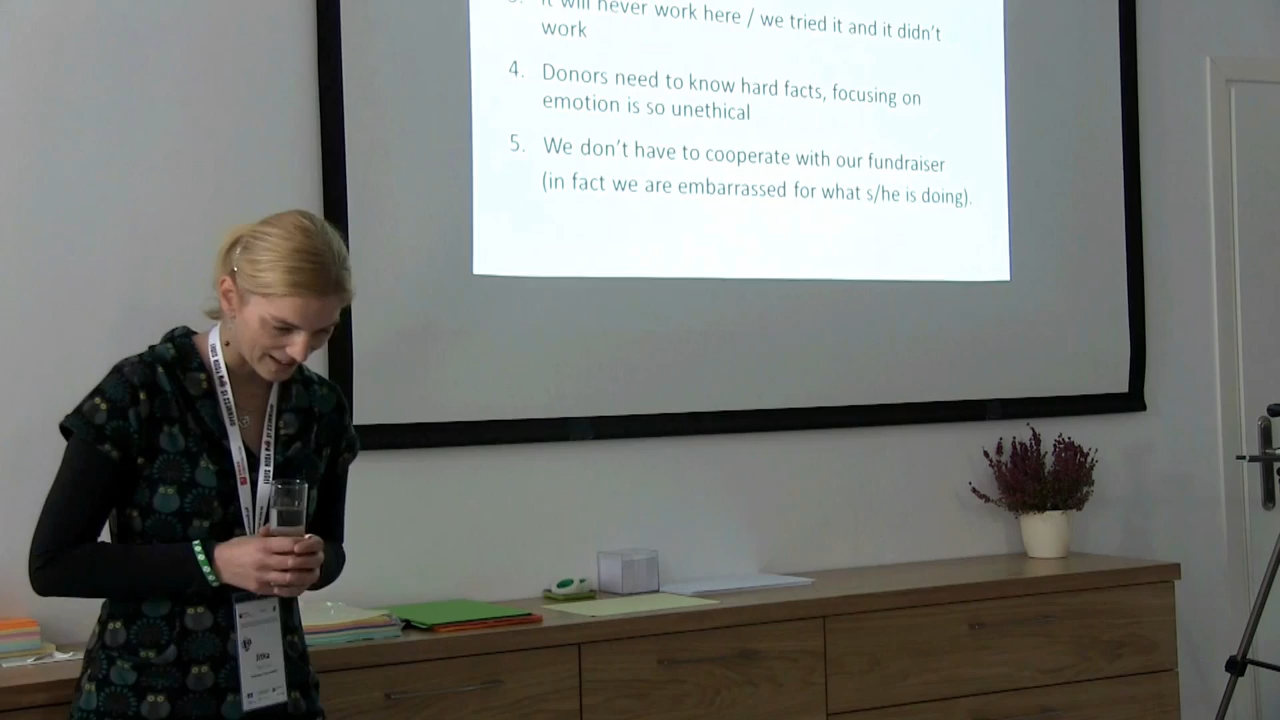 3. It will never work here / we tried it and it didn't
work
4. Donors need to know hard facts, focusing on
emotion is so unethical
5. We don't have to cooperate with our fundraiser
(in fact we are embarrassed for what s/he is doing).
Jitka